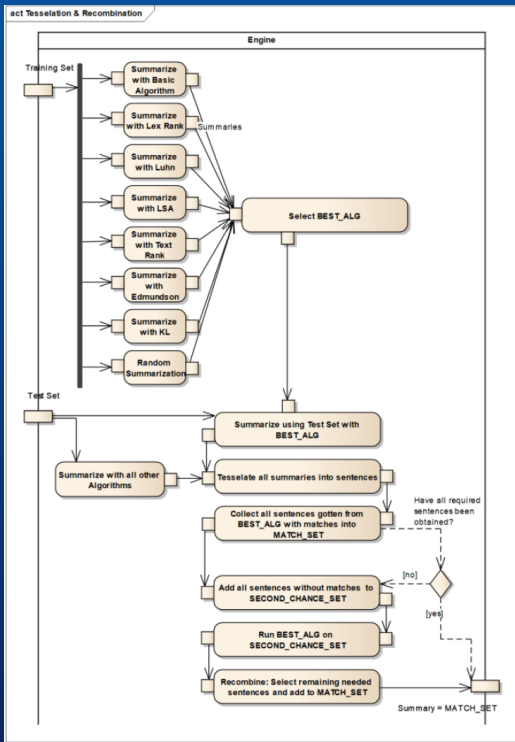 act Tesselation & Recombination
Engine
Training Set
Summarize
with Basic
Algorithm
Summarize
with Lex Rank
Summaries
Summarize
with Luhn
Summarize
with LSA
Select BEST_ALG
Summarize
with Text
Rank
Summarize
with
Edmundson
Summarize
with KL
Random
Summarization
Test Set
Summarize using Test Set with
BEST_ALG
Summarize with all other
Algorithms
Tesselate all summaries into sentences
Have all required
sentences been
obtained?
Collect all sentences gotten from
BEST_ALG with matches into
MATCH_SET
[no]
Add all sentences without matches to
SECOND_CHANCE_SET
[yes]
Run BEST_ALG on
SECOND_CHANCE_SET
Recombine: Select remaining needed
sentences and add to MATCH_SET
Summary = MATCH_SET